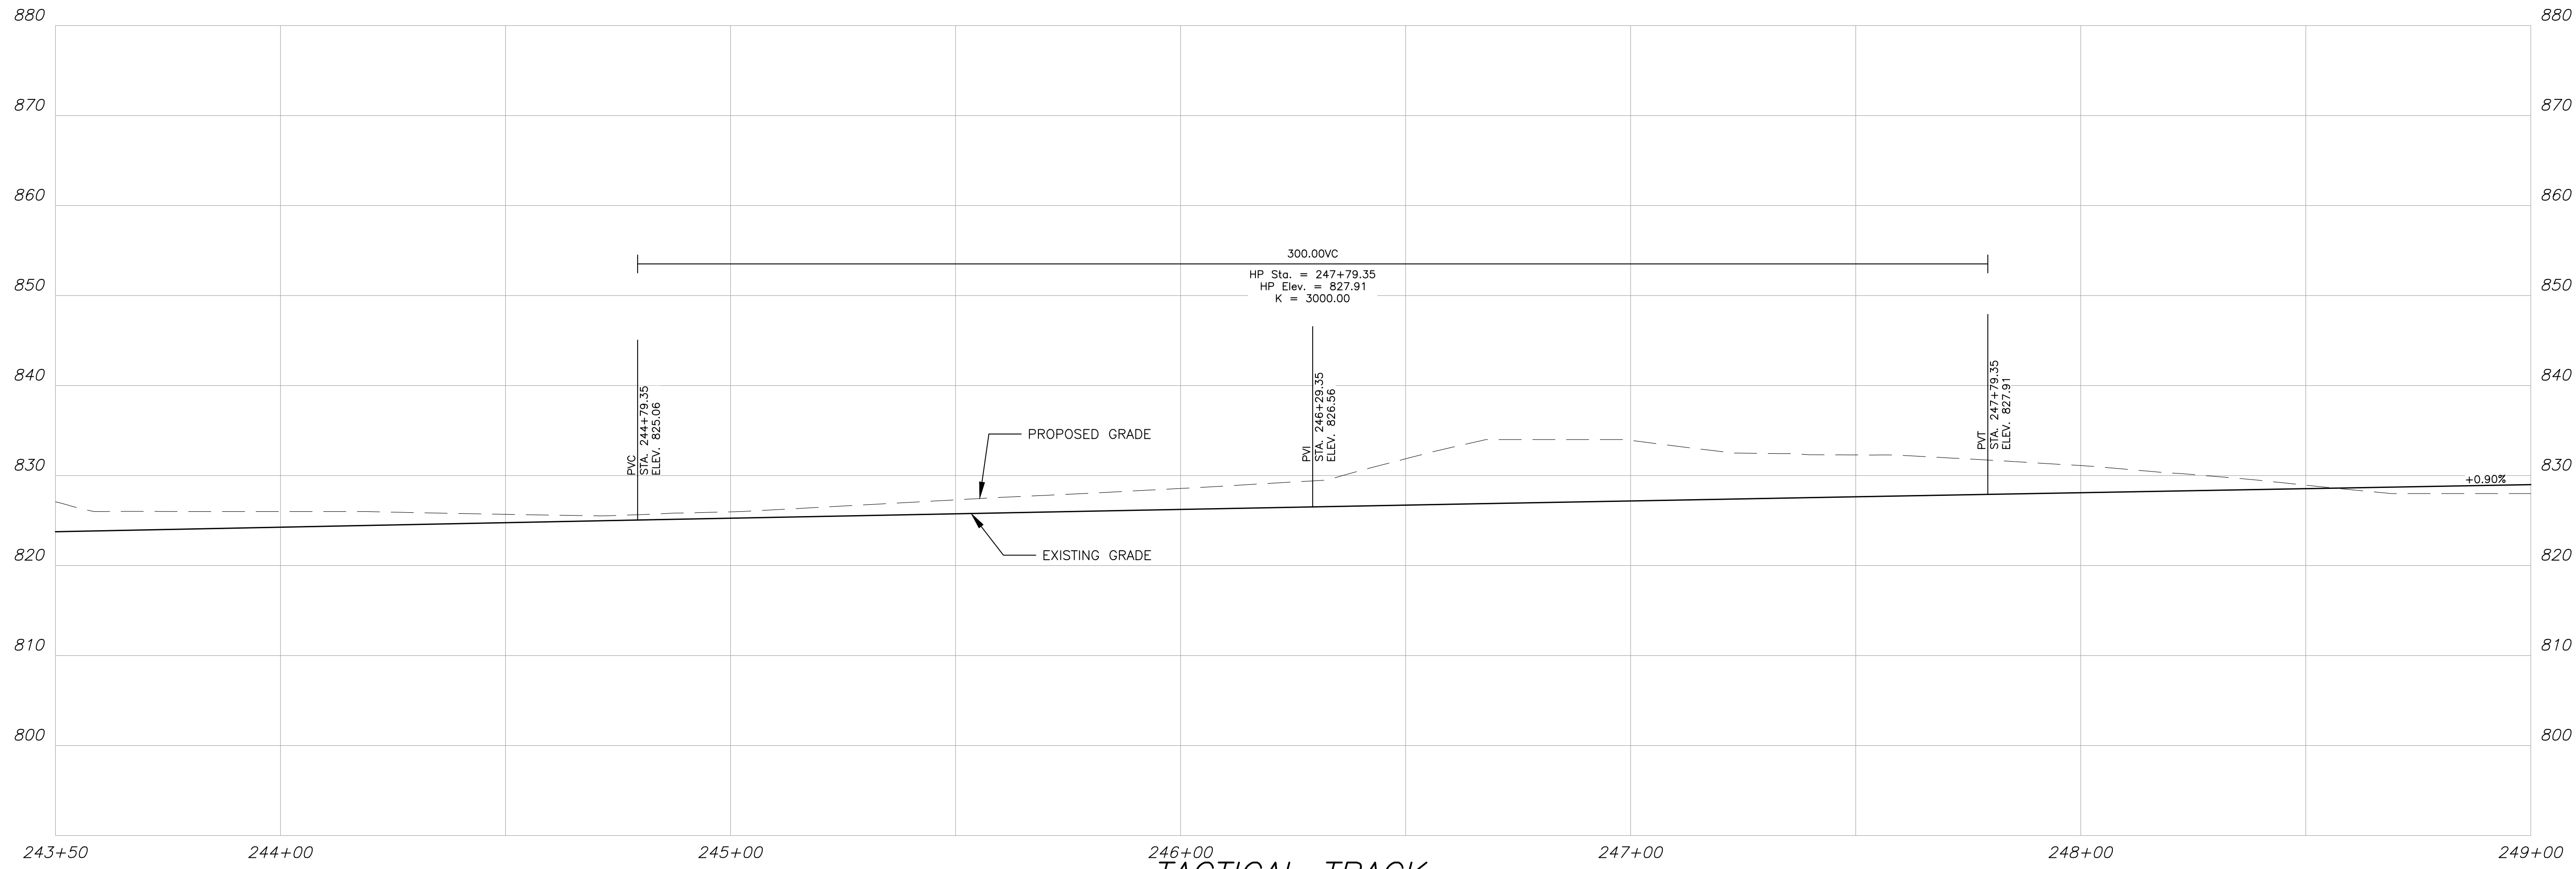 880 880
870 870
860 860
300.00VC
HP Sta. = 247+79.35
850 850
HP Elev. = 827.91
K = 3000.00
840 840
PVC
STA. 244+79.35
ELEV. 825.06
PVI
STA. 246+29.35
ELEV. 826.56
PVT
STA. 247+79.35
ELEV. 827.91
PROPOSED GRADE
830 830
+0.90%
EXISTING GRADE
820 820
810 810
800 800
243+50 244+00 245+00 246+00 247+00 248+00 249+00
TACTICAL TRACK